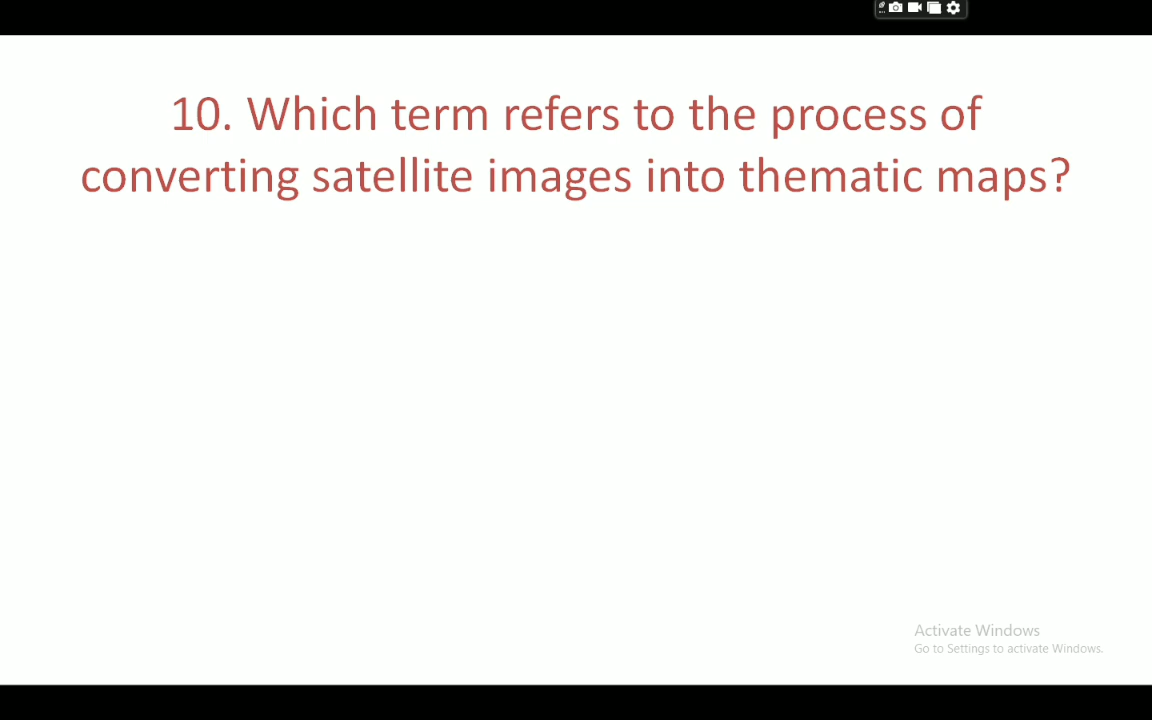 10. Which term refers to the process of
converting satellite images into thematic maps?
Activate Windows
Go to Settings to activate Windows.